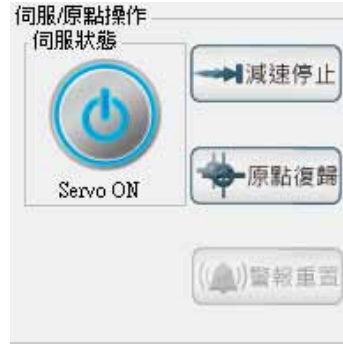 伺服/原點操作
伺服狀態
減速停止
Servo ON
原點復歸
警報重置